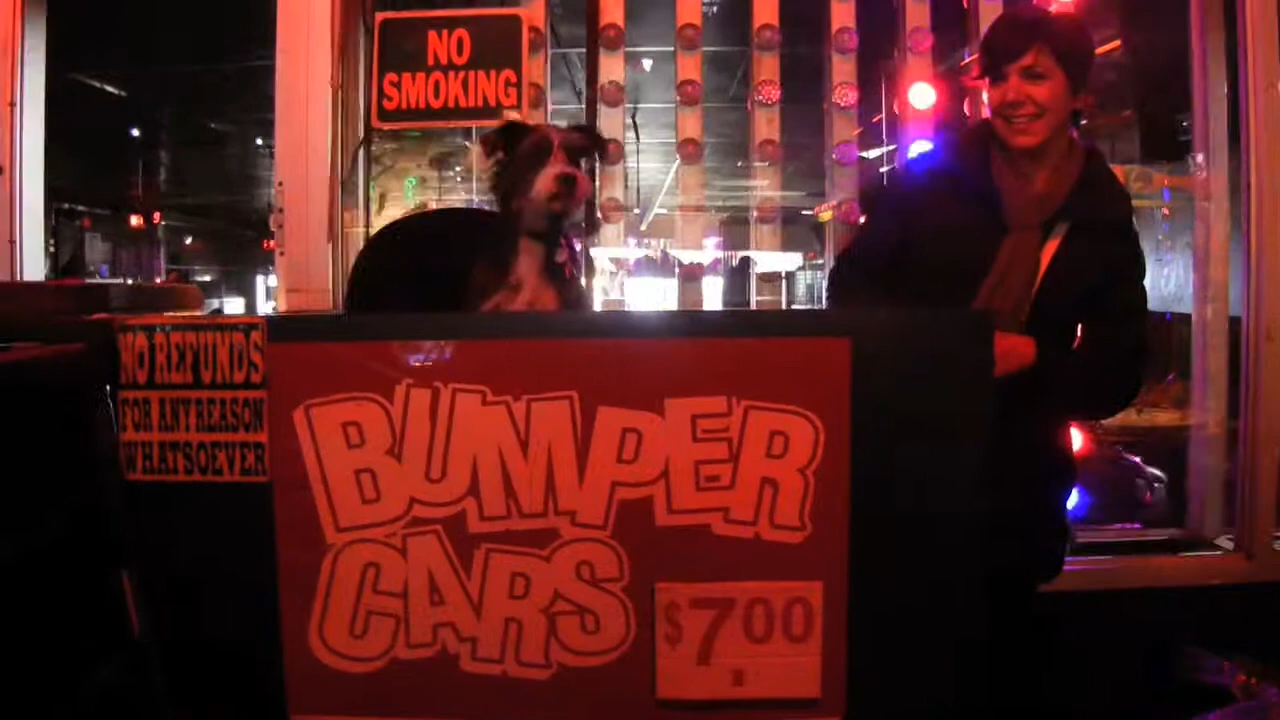 NO
SMOKING
NO REFUNDS
FOR ANY REASON
WHATSOEVER
BUMPER
CARS
$7.00